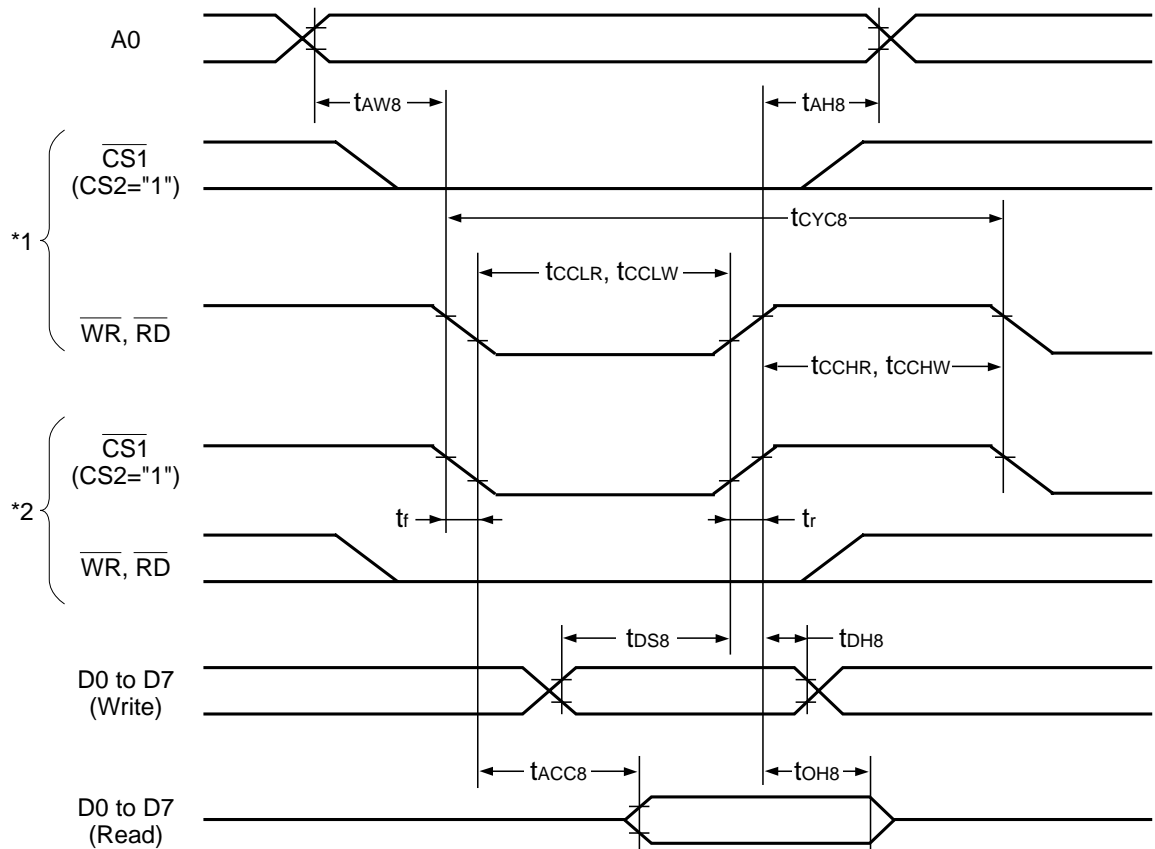 A0
tAW8
tAH8
*1
CS1
(CS2="1")
tCYC8
tCCLR, tCCLW
WR, RD
tCCHR, tCCHW
*2
CS1
(CS2="1")
tf
tr
WR, RD
tDS8
tDH8
D0 to D7
(Write)
tACC8
tOH8
D0 to D7
(Read)